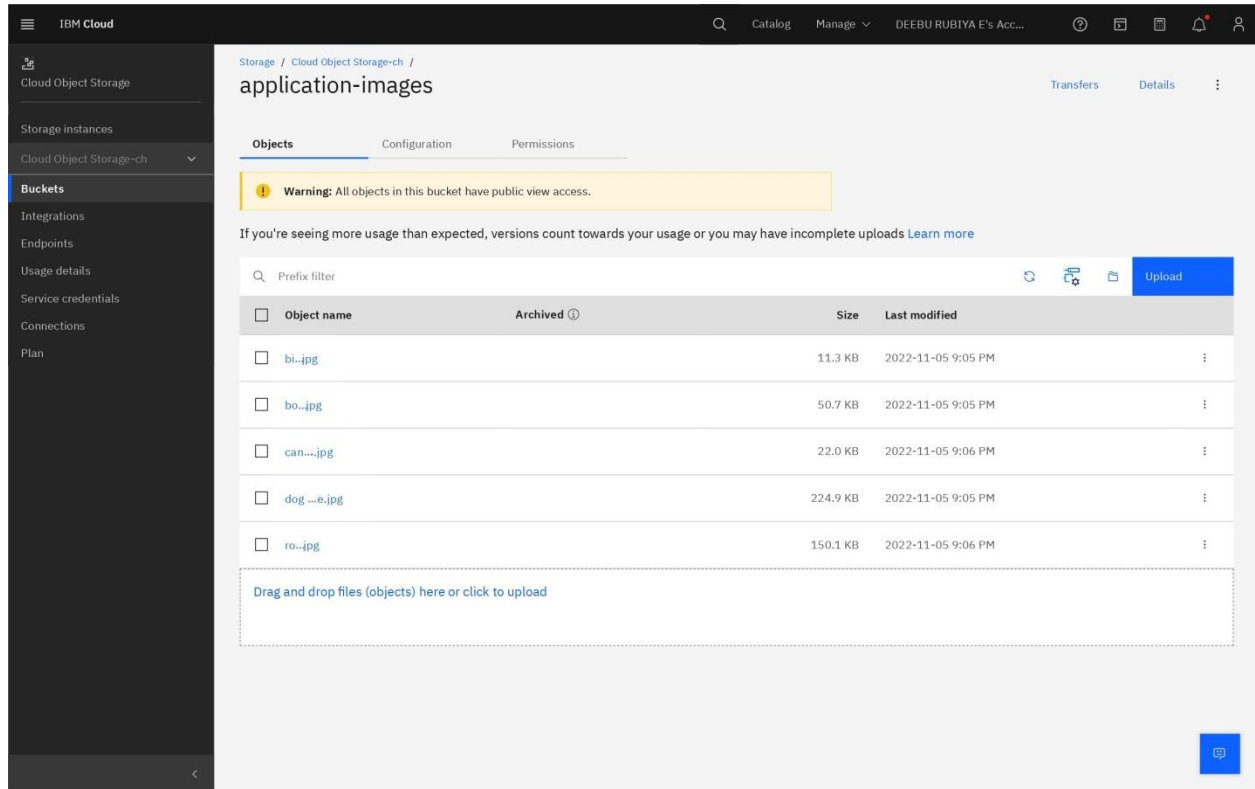 IBM Cloud
Catalog
Manage
DEEBU RUBIYA E's Acc...
Cloud Object Storage
Storage instances
Cloud Object Storage-ch
Buckets
Integrations
Endpoints
Usage details
Service credentials
Connections
Plan
Storage / Cloud Object Storage-ch /
application-images
Transfers
Details
Objects
Configuration
Permissions
Warning: All objects in this bucket have public view access.
If you're seeing more usage than expected, versions count towards your usage or you may have incomplete uploads Learn more
Prefix filter
Upload
Object name Archived Size Last modified
bi...jpg 11.3 KB 2022-11-05 9:05 PM
bo...jpg 50.7 KB 2022-11-05 9:05 PM
can....jpg 22.0 KB 2022-11-05 9:06 PM
dog ...e.jpg 224.9 KB 2022-11-05 9:05 PM
ro...jpg 150.1 KB 2022-11-05 9:06 PM
Drag and drop files (objects) here or click to upload